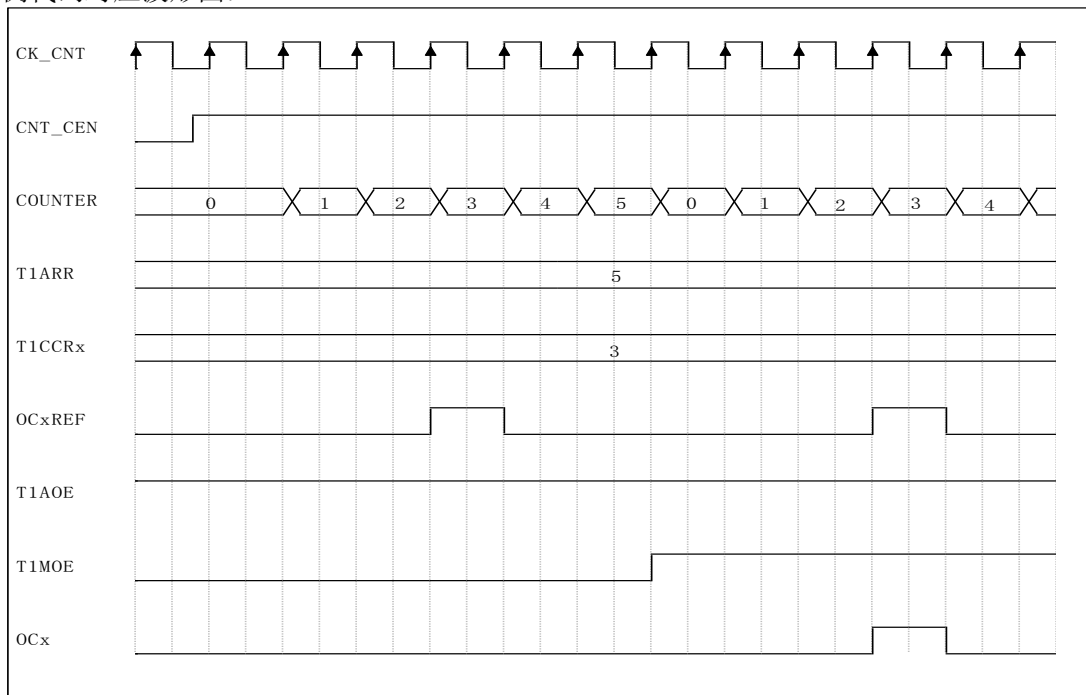 CK_CNT
CNT_CEN
COUNTER 0 1 2 3 4 5 0 1 2 3 4
T1ARR 5
T1CCRx 3
OCxREF
T1AOE
T1MOE
OCx